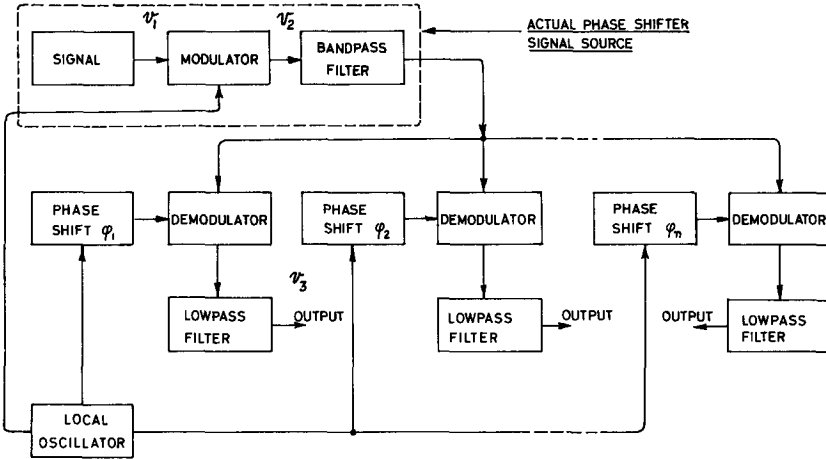 v₁
v₂
ACTUAL PHASE SHIFTER
SIGNAL SOURCE
SIGNAL
MODULATOR
BANDPASS
FILTER
PHASE
SHIFT φ₁
DEMODULATOR
PHASE
SHIFT φ₂
DEMODULATOR
PHASE
SHIFT φₙ
DEMODULATOR
v₃
LOWPASS
FILTER
OUTPUT
LOWPASS
FILTER
OUTPUT
OUTPUT
LOWPASS
FILTER
LOCAL
OSCILLATOR